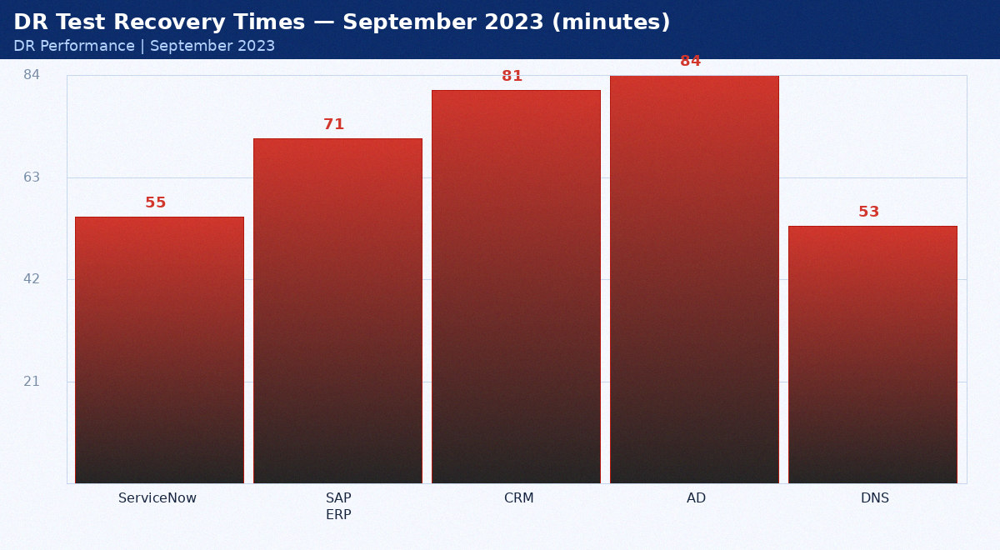 DR Test Recovery Times — September 2023 (minutes)
DR Performance | September 2023
84
63
42
21
55
71
81
84
53
ServiceNow
SAP
ERP
CRM
AD
DNS